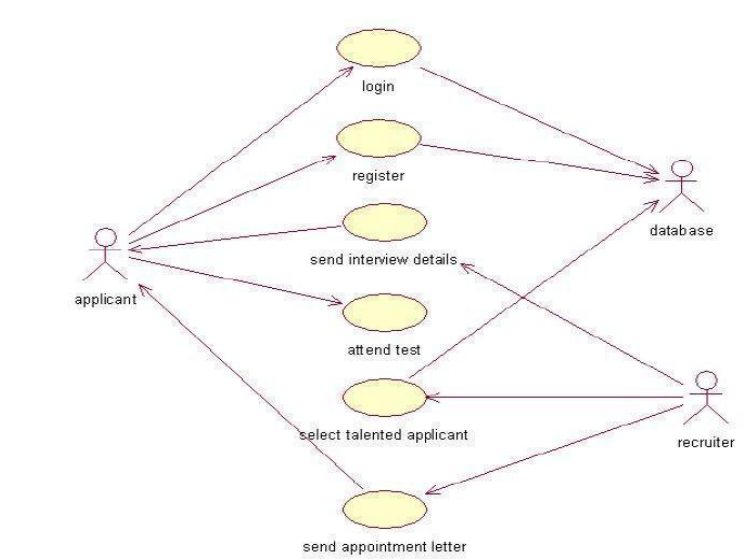 login
register
database
send interview details
applicant
attend test
select talented applicant
recruiter
send appointment letter